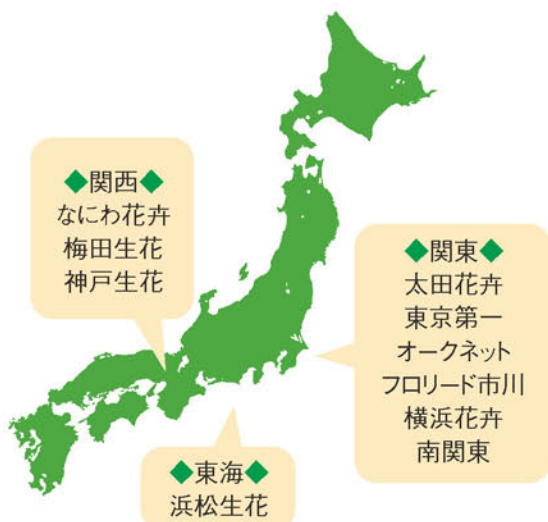 ◆関西◆
なにわ花卉
梅田生花
神戸生花
◆関東◆
太田花卉
東京第一
オークネット
フロリード市川
横浜花卉
南関東
◆東海◆
浜松生花